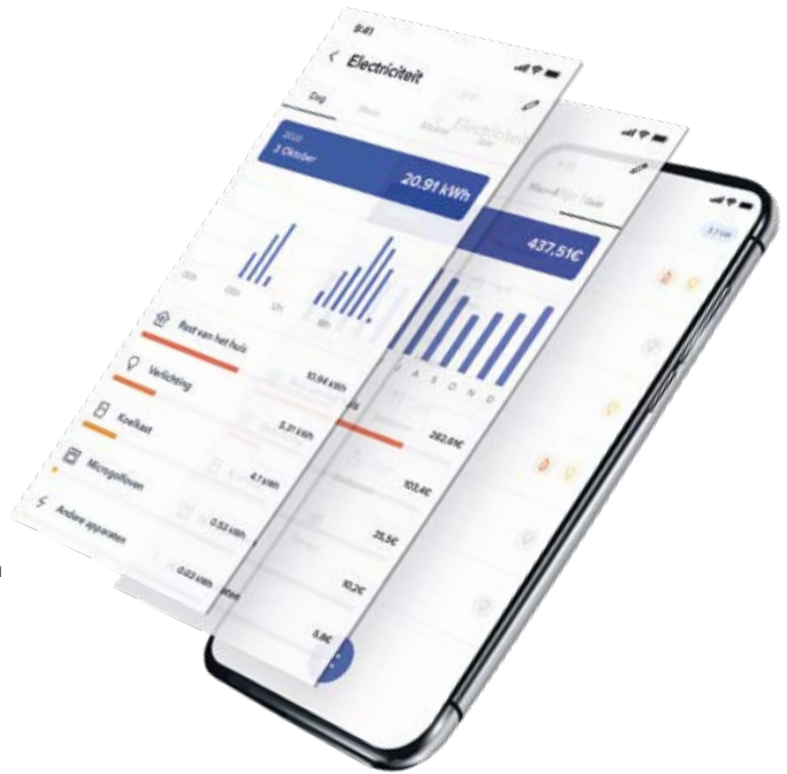 9:41
Electriciteit
Dag
2020
3 Oktober
20.91 kWh
12h
18h
Rest van het huis
10.94 kWh
Verlichting
5.31 kWh
Koelkast
4.1 kWh
Microgolfoven
0.52 kWh
Andere apparaten
0.03 kWh
437,51€
J A S O N D
282,61€
103,4€
35,5€
10,2€
5,8€